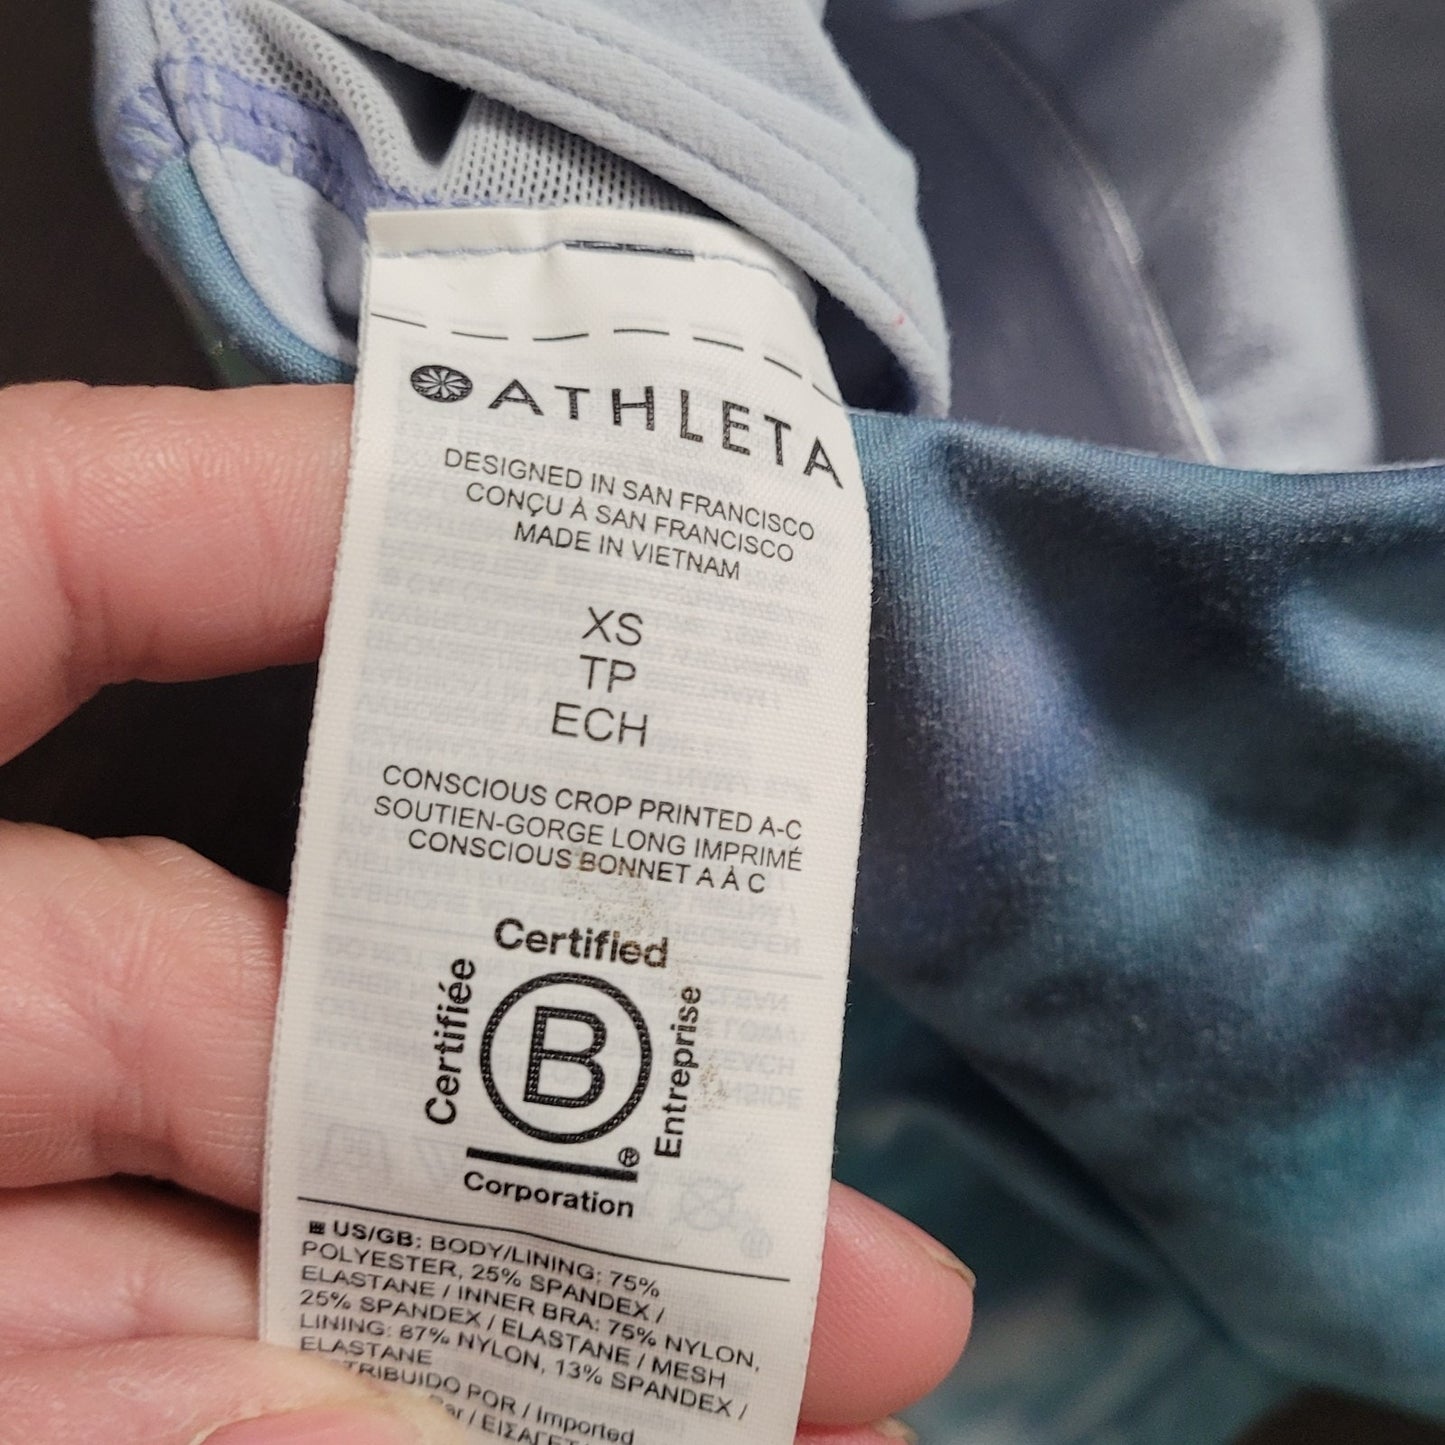 ATHLETA
DESIGNED IN SAN FRANCISCO
CONÇU À SAN FRANCISCO
MADE IN VIETNAM
XS
TP
ECH
CONSCIOUS CROP PRINTED A-C
SOUTIEN-GORGE LONG IMPRIMÉ
CONSCIOUS BONNET A À C
Certified
Certifiée
B
Entreprise
®
Corporation
US/GB: BODY/LINING: 75%
POLYESTER, 25% SPANDEX /
ELASTANE / INNER BRA: 75% NYLON,
25% SPANDEX / ELASTANE / MESH
LINING: 87% NYLON, 13% SPANDEX /
ELASTANE
POR / Imported